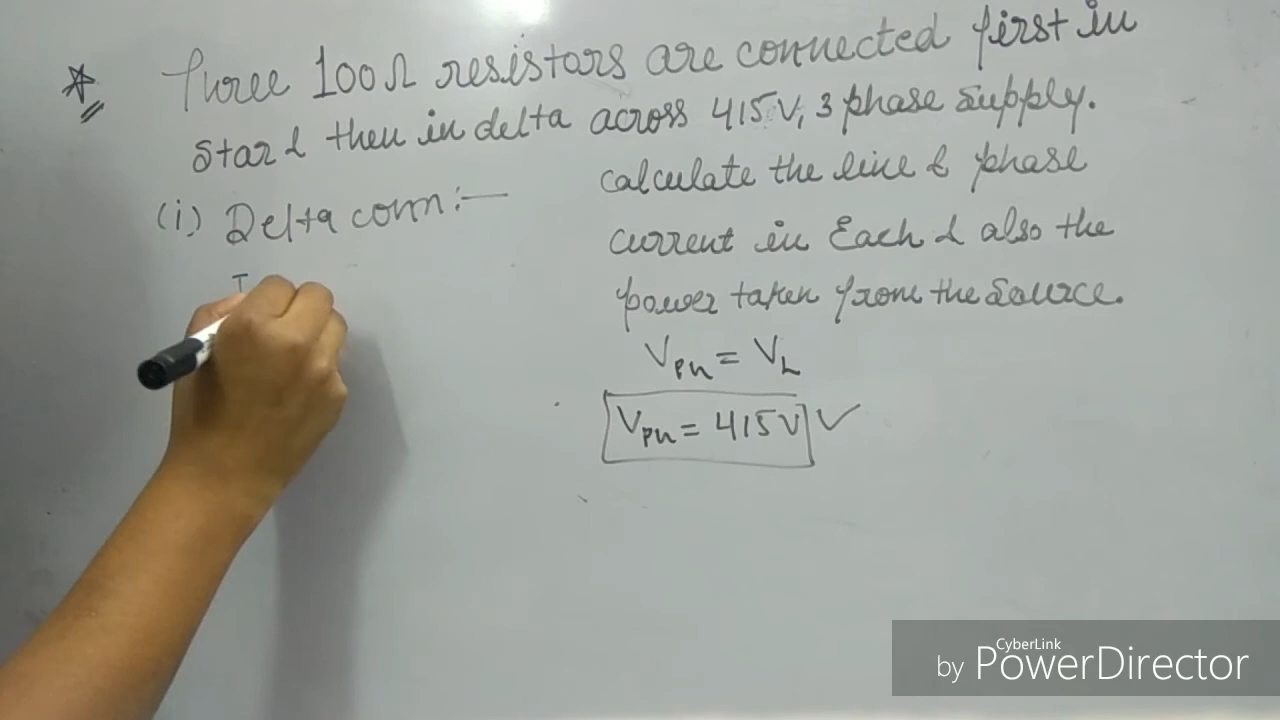 Three 100Ω resistors are connected first in
star & then in delta across 415V, 3 phase supply.
calculate the line & phase
current in Each & also the
power taken from the source.
(i) Delta conn:—
I
Vph = VL
Vph = 415V ✓
CyberLink
by PowerDirector